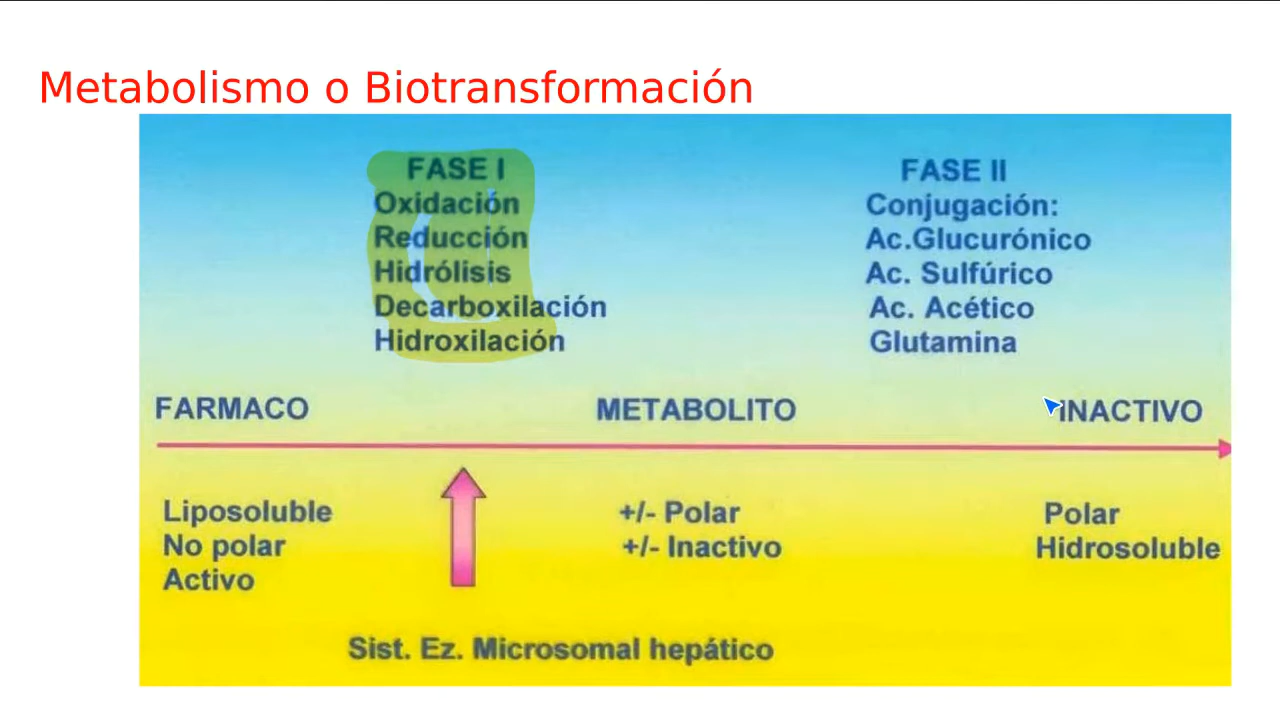 Metabolismo o Biotransformación
FASE I
Oxidación
Reducción
Hidrólisis
Decarboxilación
Hidroxilación
FASE II
Conjugación:
Ac.Glucurónico
Ac. Sulfúrico
Ac. Acético
Glutamina
FARMACO
METABOLITO
INACTIVO
Liposoluble
No polar
Activo
+/- Polar
+/- Inactivo
Polar
Hidrosoluble
Sist. Ez. Microsomal hepático